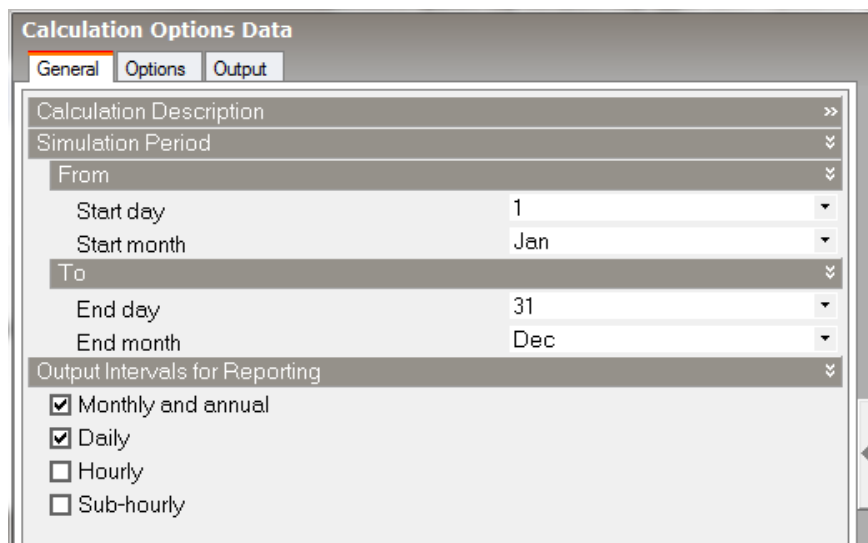 Calculation Options Data
General Options Output
Calculation Description »
Simulation Period
From
Start day 1
Start month Jan
To
End day 31
End month Dec
Output Intervals for Reporting
Monthly and annual
Daily
Hourly
Sub-hourly